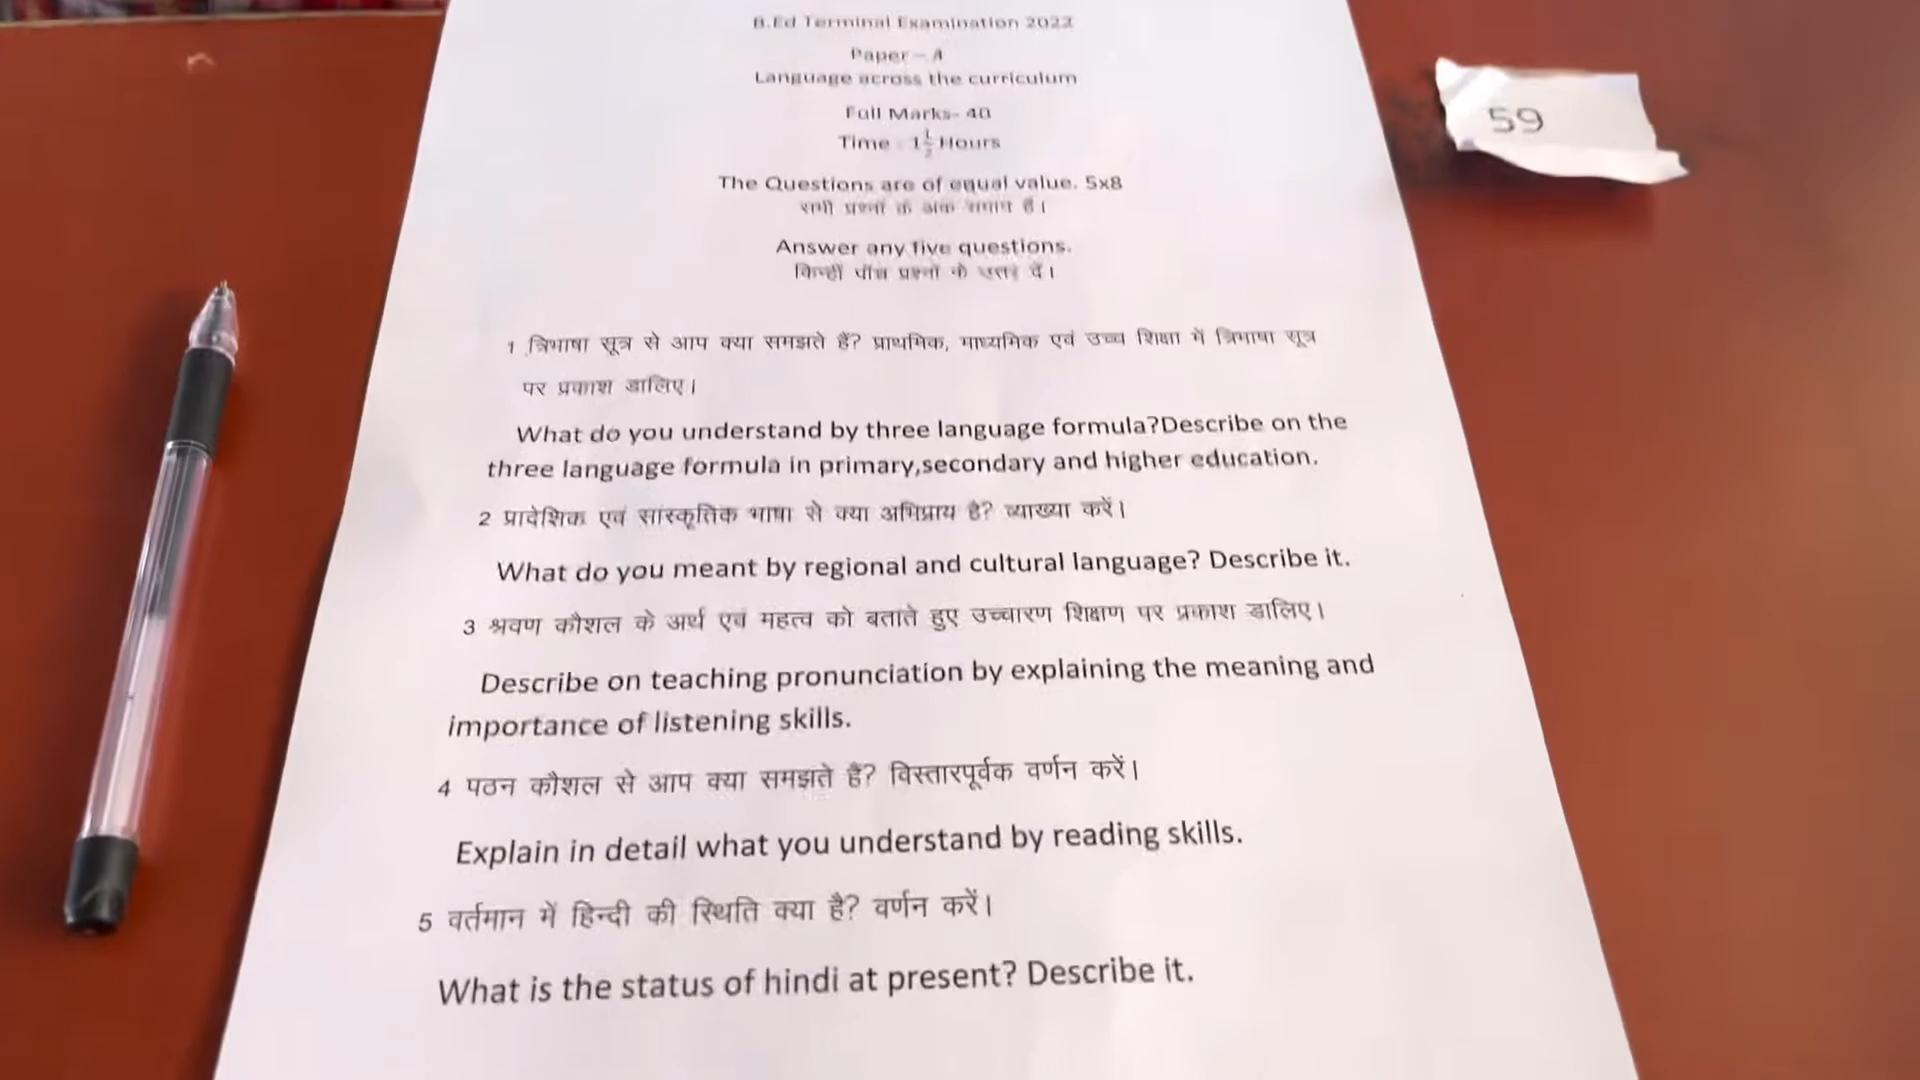 B.Ed Terminal Examination 2022
Paper – 4
Language across the curriculum
Full Marks- 40
Time - 1½ Hours
The Questions are of equal value. 5x8
सभी प्रश्नों के अंक समान हैं।
Answer any five questions.
किन्हीं पाँच प्रश्नों के उत्तर दें।
59
1 त्रिभाषा सूत्र से आप क्या समझते हैं? प्राथमिक, माध्यमिक एवं उच्च शिक्षा में त्रिभाषा सूत्र
पर प्रकाश डालिए।
What do you understand by three language formula?Describe on the
three language formula in primary,secondary and higher education.
2 प्रादेशिक एवं सांस्कृतिक भाषा से क्या अभिप्राय है? व्याख्या करें।
What do you meant by regional and cultural language? Describe it.
3 श्रवण कौशल के अर्थ एवं महत्व को बताते हुए उच्चारण शिक्षण पर प्रकाश डालिए।
Describe on teaching pronunciation by explaining the meaning and
importance of listening skills.
4 पठन कौशल से आप क्या समझते हैं? विस्तारपूर्वक वर्णन करें।
Explain in detail what you understand by reading skills.
5 वर्तमान में हिन्दी की स्थिति क्या है? वर्णन करें।
What is the status of hindi at present? Describe it.